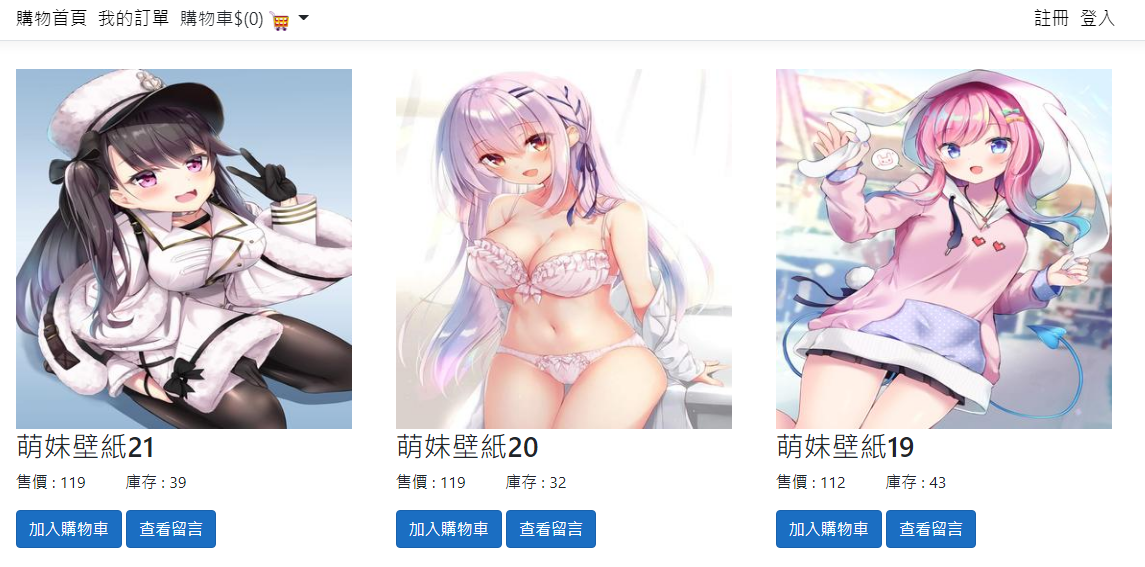 購物首頁 我的訂單 購物車$(0) 註冊 登入
萌妹壁紙21 萌妹壁紙20 萌妹壁紙19
售價 : 119 庫存 : 39 售價 : 119 庫存 : 32 售價 : 112 庫存 : 43
加入購物車 查看留言 加入購物車 查看留言 加入購物車 查看留言